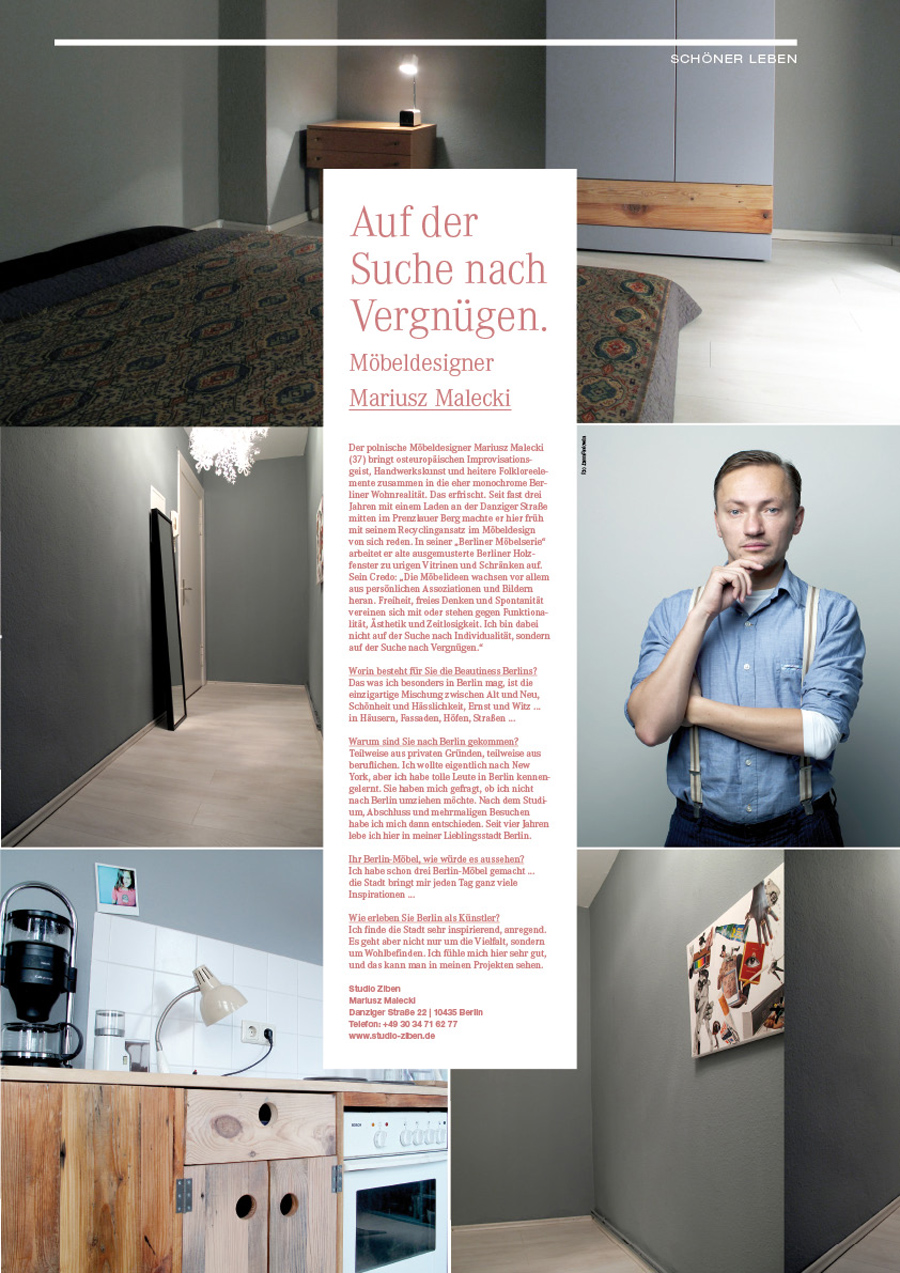 SCHÖNER LEBEN
Auf der
Suche nach
Vergnügen.
Möbeldesigner
Mariusz Malecki
Der polnische Möbeldesigner Mariusz Malecki
(37) bringt osteuropäischen Improvisations-
geist, Handwerkskunst und heitere Folkloreele-
mente zusammen in die eher monochrome Ber-
liner Wohnrealität. Das erfrischt. Seit fast drei
Jahren mit einem Laden an der Danziger Straße
mitten im Prenzlauer Berg machte er hier früh
mit seinem Recyclingansatz im Möbeldesign
von sich reden. In seiner „Berliner Möbelserie“
arbeitet er alte ausgemusterte Berliner Holz-
fenster zu urigen Vitrinen und Schränken auf.
Sein Credo: „Die Möbelideen wachsen vor allem
aus persönlichen Assoziationen und Bildern
heran. Freiheit, freies Denken und Spontanität
vereinen sich mit oder stehen gegen Funktiona-
lität, Ästhetik und Zeitlosigkeit. Ich bin dabei
nicht auf der Suche nach Individualität, sondern
auf der Suche nach Vergnügen.“
Worin besteht für Sie die Beautiness Berlins?
Das was ich besonders in Berlin mag, ist die
einzigartige Mischung zwischen Alt und Neu,
Schönheit und Hässlichkeit, Ernst und Witz ...
in Häusern, Fassaden, Höfen, Straßen ...
Warum sind Sie nach Berlin gekommen?
Teilweise aus privaten Gründen, teilweise aus
beruflichen. Ich wollte eigentlich nach New
York, aber ich habe tolle Leute in Berlin kennen-
gelernt. Sie haben mich gefragt, ob ich nicht
nach Berlin umziehen möchte. Nach dem Studi-
um, Abschluss und mehrmaligen Besuchen
habe ich mich dann entschieden. Seit vier Jahren
lebe ich hier in meiner Lieblingsstadt Berlin.
Ihr Berlin-Möbel, wie würde es aussehen?
Ich habe schon drei Berlin-Möbel gemacht ...
die Stadt bringt mir jeden Tag ganz viele
Inspirationen ...
Wie erleben Sie Berlin als Künstler?
Ich finde die Stadt sehr inspirierend, anregend.
Es geht aber nicht nur um die Vielfalt, sondern
um Wohlbefinden. Ich fühle mich hier sehr gut,
und das kann man in meinen Projekten sehen.
Studio Ziben
Mariusz Malecki
Danziger Straße 22 | 10435 Berlin
Telefon: +49 30 34 71 62 77
www.studio-ziben.de
BOSCH